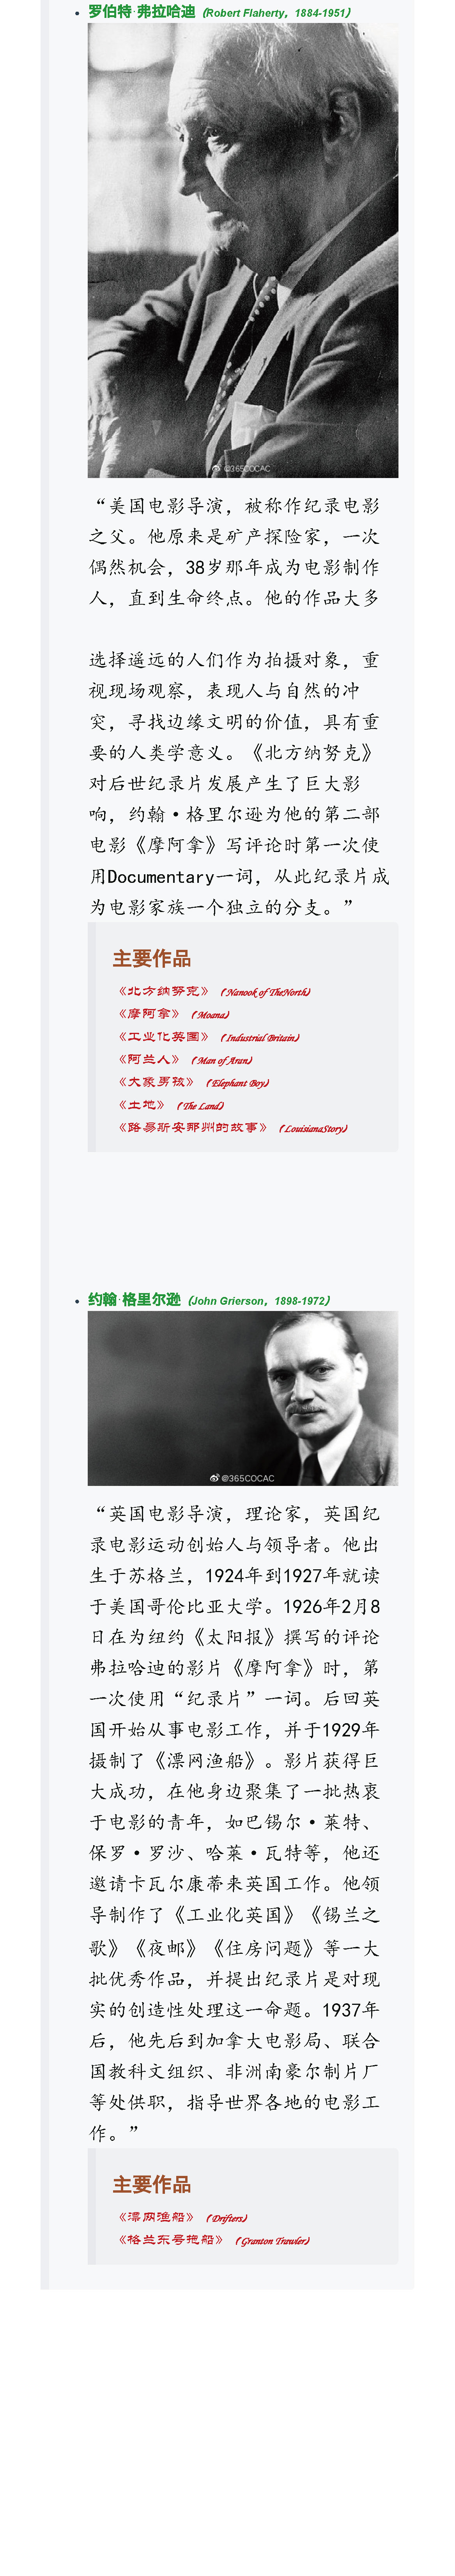 罗伯特·弗拉哈迪（Robert Flaherty，1884-1951）
@365COCAC
“美国电影导演，被称作纪录电影
之父。他原来是矿产探险家，一次
偶然机会，38岁那年成为电影制作
人，直到生命终点。他的作品大多
选择遥远的人们作为拍摄对象，重
视现场观察，表现人与自然的冲
突，寻找边缘文明的价值，具有重
要的人类学意义。《北方纳努克》
对后世纪录片发展产生了巨大影
响，约翰·格里尔逊为他的第二部
电影《摩阿拿》写评论时第一次使
用Documentary一词，从此纪录片成
为电影家族一个独立的分支。”
主要作品
《北方纳努克》（Nanook of TheNorth）
《摩阿拿》（Moana）
《工业化英国》（Industrial Britain）
《阿兰人》（Man of Aran）
《大象男孩》（Elephant Boy）
《土地》（The Land）
《路易斯安那州的故事》（LouisianaStory）
约翰·格里尔逊（John Grierson，1898-1972）
@365COCAC
“英国电影导演，理论家，英国纪
录电影运动创始人与领导者。他出
生于苏格兰，1924年到1927年就读
于美国哥伦比亚大学。1926年2月8
日在为纽约《太阳报》撰写的评论
弗拉哈迪的影片《摩阿拿》时，第
一次使用“纪录片”一词。后回英
国开始从事电影工作，并于1929年
摄制了《漂网渔船》。影片获得巨
大成功，在他身边聚集了一批热衷
于电影的青年，如巴锡尔·莱特、
保罗·罗沙、哈莱·瓦特等，他还
邀请卡瓦尔康蒂来英国工作。他领
导制作了《工业化英国》《锡兰之
歌》《夜邮》《住房问题》等一大
批优秀作品，并提出纪录片是对现
实的创造性处理这一命题。1937年
后，他先后到加拿大电影局、联合
国教科文组织、非洲南豪尔制片厂
等处供职，指导世界各地的电影工
作。”
主要作品
《漂网渔船》（Drifters）
《格兰东号拖船》（Granton Trawler）